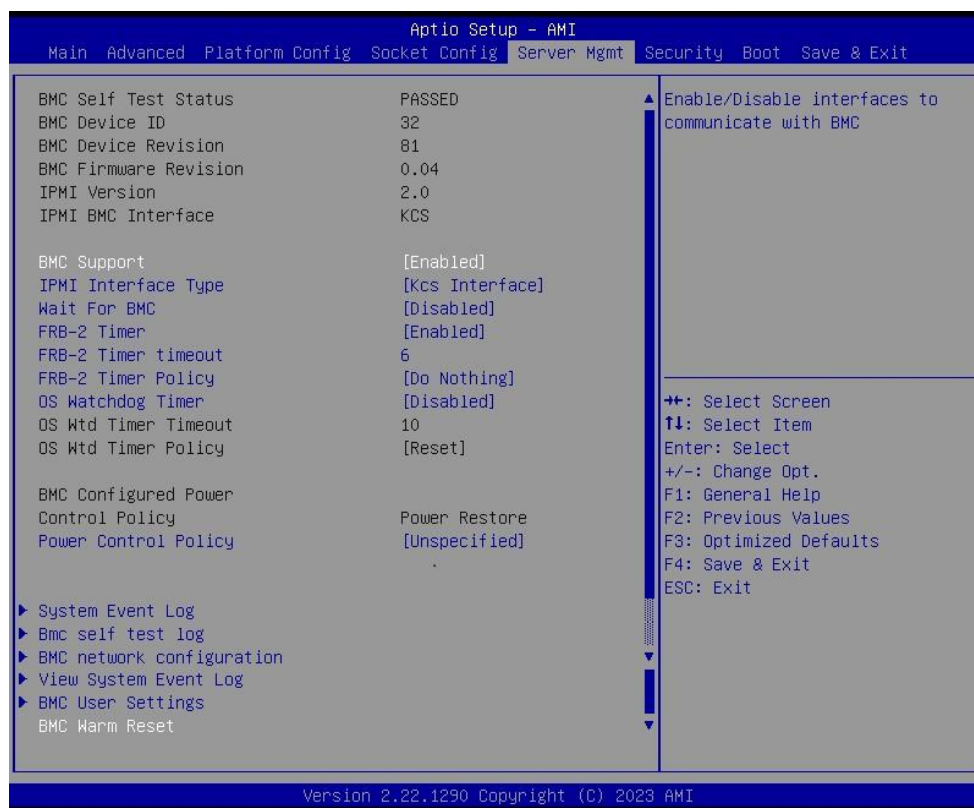 Aptio Setup – AMI
Main Advanced Platform Config Socket Config Server Mgmt Security Boot Save & Exit
BMC Self Test Status PASSED
BMC Device ID 32
BMC Device Revision 81
BMC Firmware Revision 0.04
IPMI Version 2.0
IPMI BMC Interface KCS
BMC Support [Enabled]
IPMI Interface Type [Kcs Interface]
Wait For BMC [Disabled]
FRB-2 Timer [Enabled]
FRB-2 Timer timeout 6
FRB-2 Timer Policy [Do Nothing]
OS Watchdog Timer [Disabled]
OS Wtd Timer Timeout 10
OS Wtd Timer Policy [Reset]
BMC Configured Power
Control Policy Power Restore
Power Control Policy [Unspecified]
▶ System Event Log
▶ Bmc self test log
▶ BMC network configuration
▶ View System Event Log
▶ BMC User Settings
BMC Warm Reset
Enable/Disable interfaces to
communicate with BMC
→←: Select Screen
↑↓: Select Item
Enter: Select
+/-: Change Opt.
F1: General Help
F2: Previous Values
F3: Optimized Defaults
F4: Save & Exit
ESC: Exit
Version 2.22.1290 Copyright (C) 2023 AMI